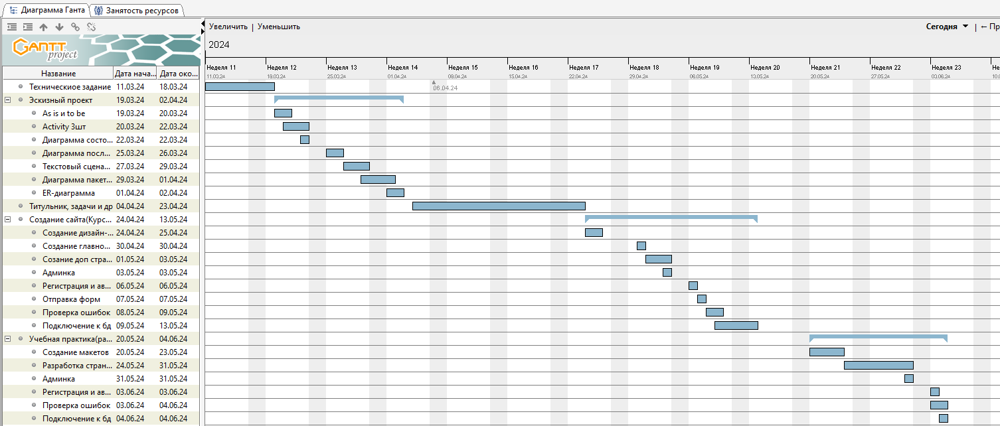 Диаграмма Ганта Занятость ресурсов
Увеличить | Уменьшить Сегодня | ← Пр
GANTT project
2024
Неделя 11 Неделя 12 Неделя 13 Неделя 14 Неделя 15 Неделя 16 Неделя 17 Неделя 18 Неделя 19 Неделя 20 Неделя 21 Неделя 22 Неделя 23 Н
11.03.24 18.03.24 25.03.24 01.04.24 08.04.24 15.04.24 22.04.24 29.04.24 06.05.24 13.05.24 20.05.24 27.05.24 03.06.24 10.
Название Дата нача... Дата око...
06.04.24
Техническиое задание 11.03.24 18.03.24
Эскизный проект 19.03.24 02.04.24
As is и to be 19.03.24 20.03.24
Activity 3шт 20.03.24 22.03.24
Диаграмма состо... 22.03.24 22.03.24
Диаграмма посл... 25.03.24 26.03.24
Текстовый сцена... 27.03.24 29.03.24
Диаграмма пакет... 29.03.24 01.04.24
ER-диаграмма 01.04.24 02.04.24
Титульник, задачи и др 04.04.24 23.04.24
Создание сайта(Курс... 24.04.24 13.05.24
Создание дизайн-... 24.04.24 25.04.24
Создание главно... 30.04.24 30.04.24
Созание доп стра... 01.05.24 03.05.24
Админка 03.05.24 03.05.24
Регистрация и ав... 06.05.24 06.05.24
Отправка форм 07.05.24 07.05.24
Проверка ошибок 08.05.24 09.05.24
Подключение к бд 09.05.24 13.05.24
Учебная практика(ра... 20.05.24 04.06.24
Создание макетов 20.05.24 23.05.24
Разработка стран... 24.05.24 31.05.24
Админка 31.05.24 31.05.24
Регистрация и ав... 03.06.24 03.06.24
Проверка ошибок 03.06.24 04.06.24
Подключение к бд 04.06.24 04.06.24